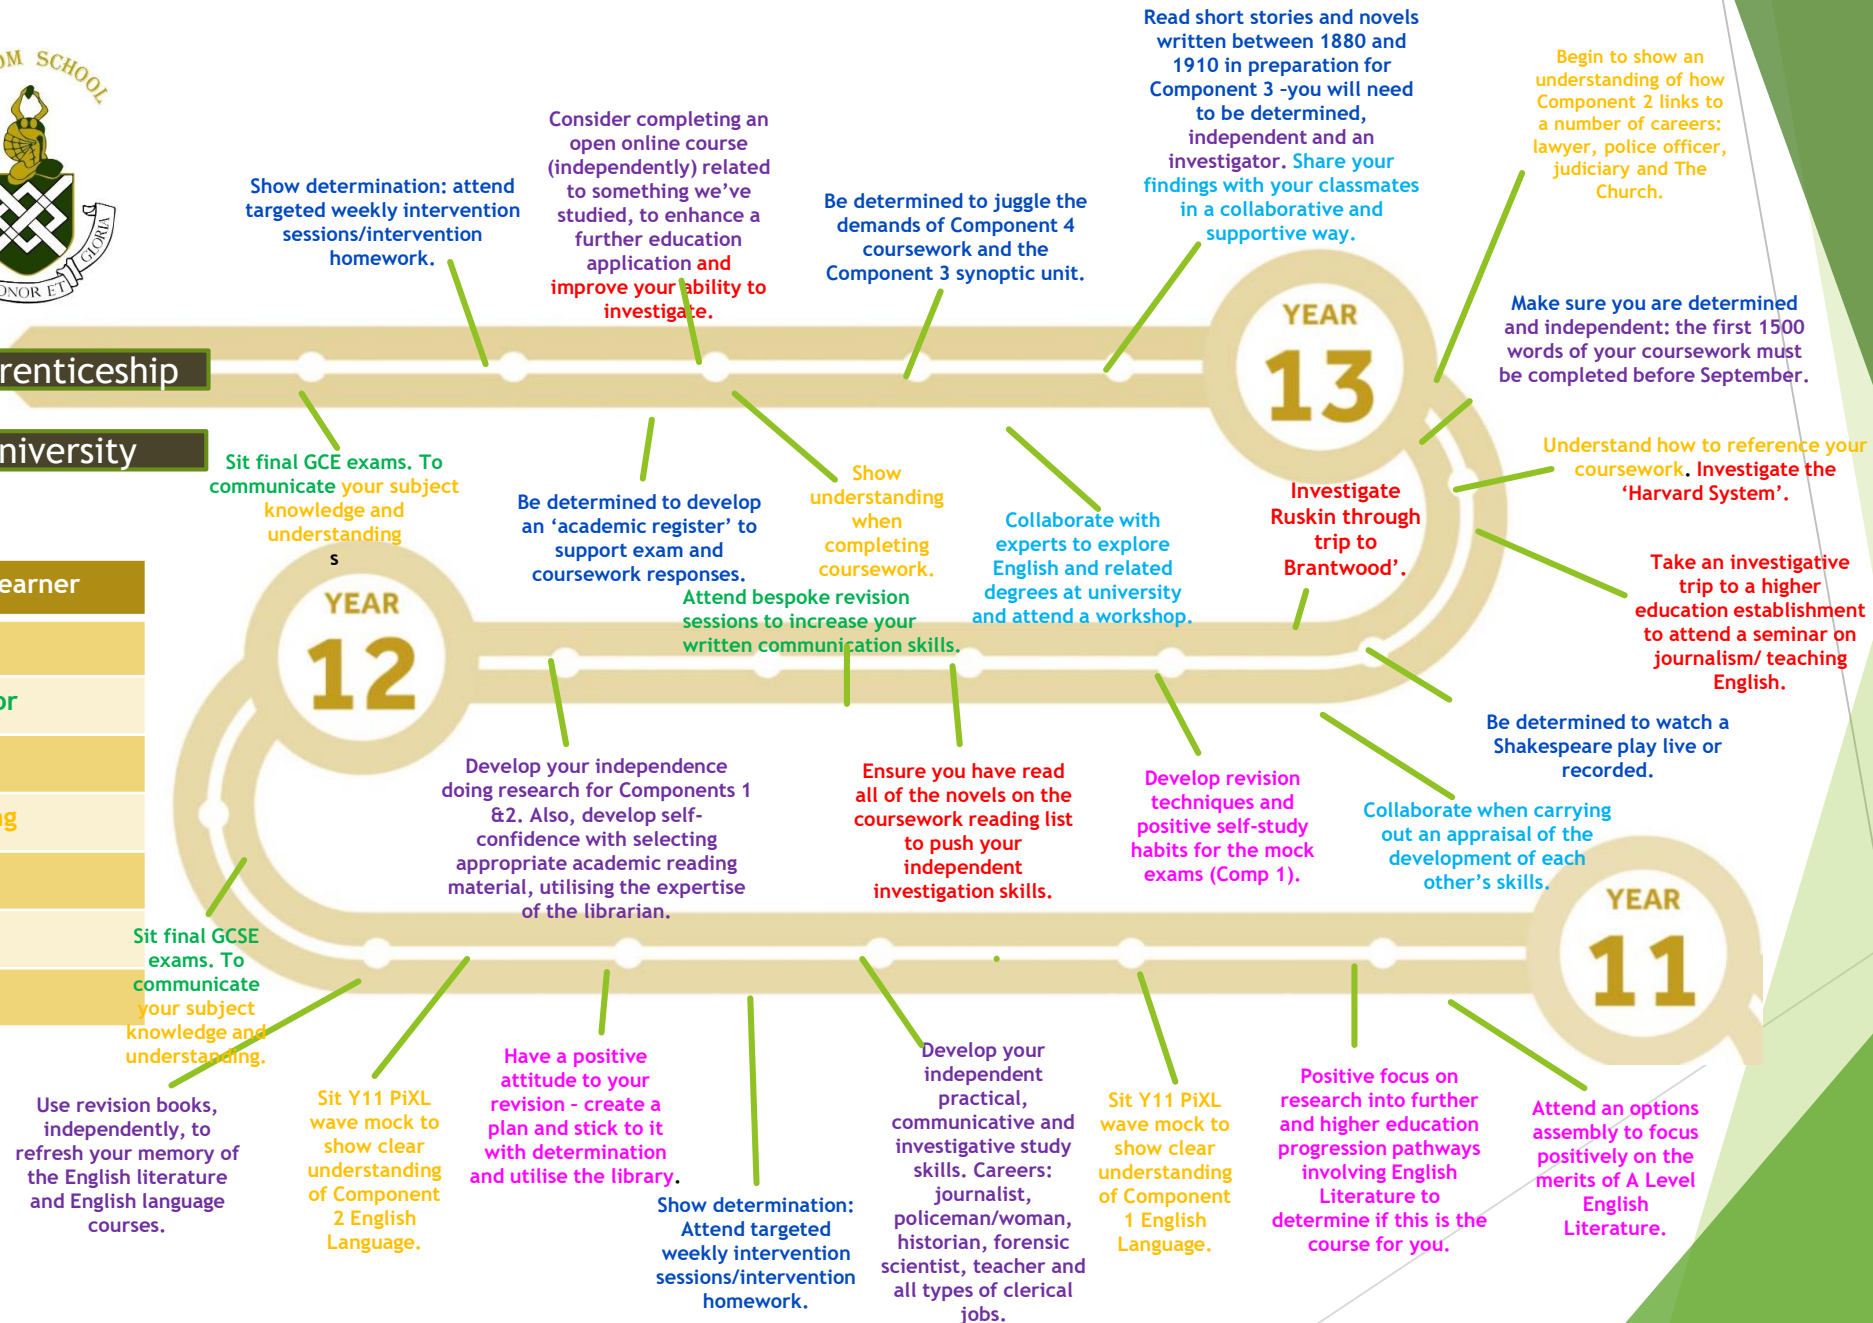 OM SCHOOL
ONOR ET
GLORIA
Read short stories and novels
written between 1880 and
1910 in preparation for
Component 3 –you will need
to be determined,
independent and an
investigator. Share your
findings with your classmates
in a collaborative and
supportive way.
Begin to show an
understanding of how
Component 2 links to
a number of careers:
lawyer, police officer,
judiciary and The
Church.
Consider completing an
open online course
(independently) related
to something we've
studied, to enhance a
further education
application and
improve your ability to
investigate.
Show determination: attend
targeted weekly intervention
sessions/intervention
homework.
Be determined to juggle the
demands of Component 4
coursework and the
Component 3 synoptic unit.
YEAR
13
Make sure you are determined
and independent: the first 1500
words of your coursework must
be completed before September.
renticeship
niversity
Sit final GCE exams. To
communicate your subject
knowledge and
understanding
s
Be determined to develop
an ‘academic register’ to
support exam and
coursework responses.
Show
understanding
when
completing
coursework.
Collaborate with
experts to explore
English and related
degrees at university
and attend a workshop.
Investigate
Ruskin through
trip to
Brantwood’.
Understand how to reference your
coursework. Investigate the
‘Harvard System’.
Take an investigative
trip to a higher
education establishment
to attend a seminar on
journalism/ teaching
English.
Attend bespoke revision
sessions to increase your
written communication skills.
earner
or
g
YEAR
12
Be determined to watch a
Shakespeare play live or
recorded.
Develop your independence
doing research for Components 1
&2. Also, develop self-
confidence with selecting
appropriate academic reading
material, utilising the expertise
of the librarian.
Ensure you have read
all of the novels on the
coursework reading list
to push your
independent
investigation skills.
Develop revision
techniques and
positive self-study
habits for the mock
exams (Comp 1).
Collaborate when carrying
out an appraisal of the
development of each
other’s skills.
YEAR
11
Sit final GCSE
exams. To
communicate
your subject
knowledge and
understanding.
Use revision books,
independently, to
refresh your memory of
the English literature
and English language
courses.
Sit Y11 PiXL
wave mock to
show clear
understanding
of Component
2 English
Language.
Have a positive
attitude to your
revision – create a
plan and stick to it
with determination
and utilise the library.
Show determination:
Attend targeted
weekly intervention
sessions/intervention
homework.
Develop your
independent
practical,
communicative and
investigative study
skills. Careers:
journalist,
policeman/woman,
historian, forensic
scientist, teacher and
all types of clerical
jobs.
Sit Y11 PiXL
wave mock to
show clear
understanding
of Component
1 English
Language.
Positive focus on
research into further
and higher education
progression pathways
involving English
Literature to
determine if this is the
course for you.
Attend an options
assembly to focus
positively on the
merits of A Level
English
Literature.